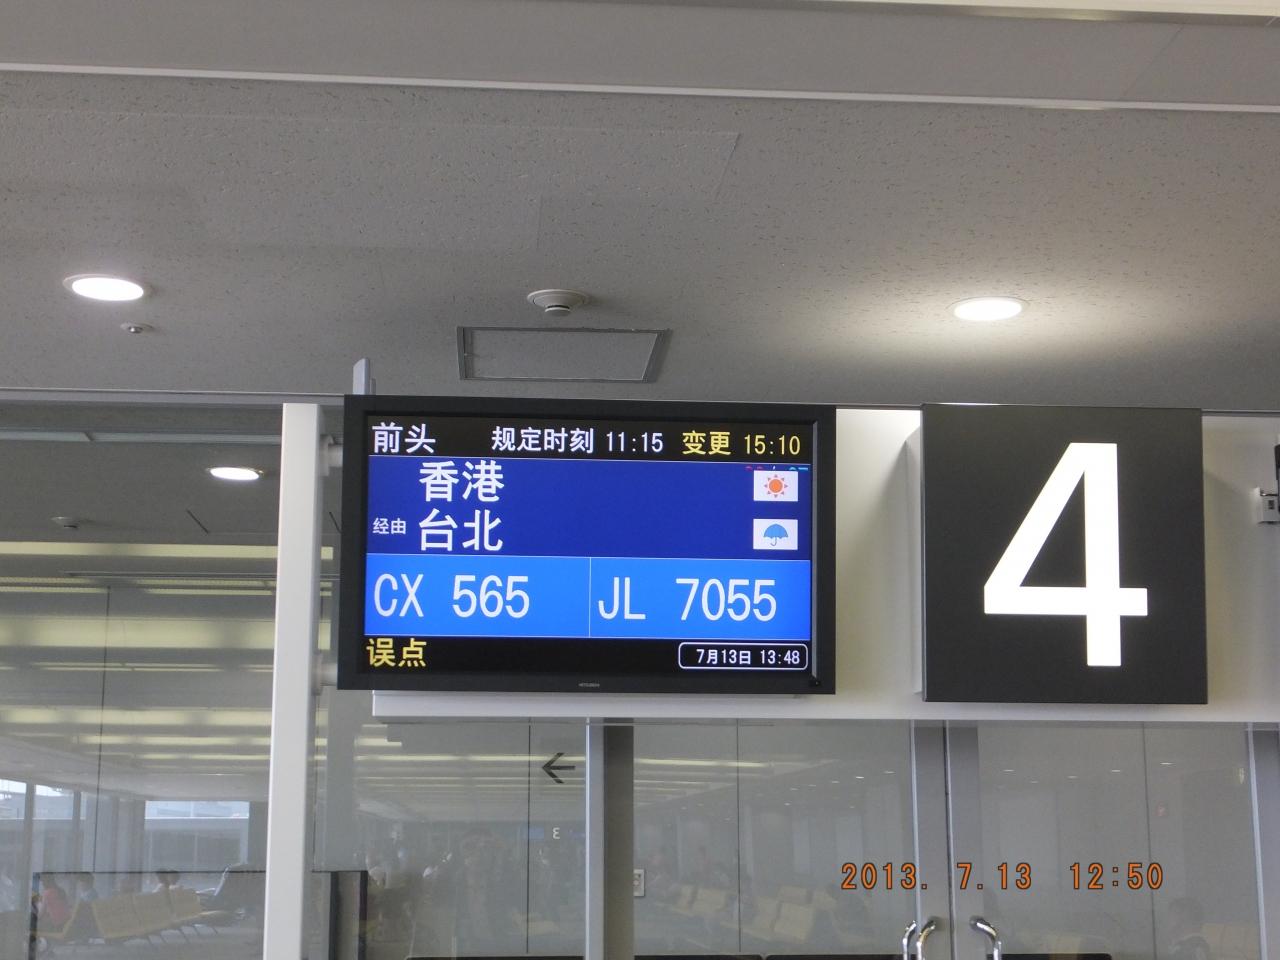 前头 规定时刻 11:15 变更 15:10
香港
经由 台北
CX 565 JL 7055
误点 7月13日 13:48
4
3
2013. 7.13 12:50